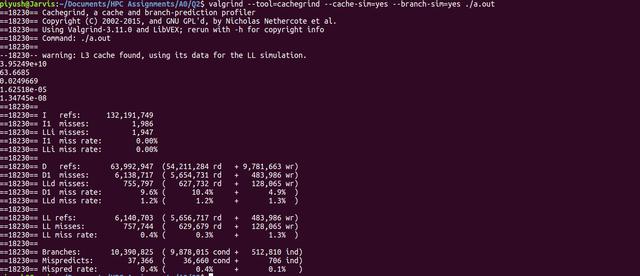 piyush@Jarvis:~/Documents/HPC Assignments/A0/Q2$ valgrind --tool=cachegrind --cache-sim=yes --branch-sim=yes ./a.out
==18230== Cachegrind, a cache and branch-prediction profiler
==18230== Copyright (C) 2002-2015, and GNU GPL'd, by Nicholas Nethercote et al.
==18230== Using Valgrind-3.11.0 and LibVEX; rerun with -h for copyright info
==18230== Command: ./a.out
==18230==
--18230-- warning: L3 cache found, using its data for the LL simulation.
3.95249e+10
63.6685
0.0249669
1.62518e-05
1.34745e-08
==18230==
==18230== I   refs:      132,191,749
==18230== I1  misses:          1,986
==18230== LLi misses:          1,947
==18230== I1  miss rate:        0.00%
==18230== LLi miss rate:        0.00%
==18230==
==18230== D   refs:       63,992,947  (54,211,284 rd   + 9,781,663 wr)
==18230== D1  misses:      6,138,717  ( 5,654,731 rd   +   483,986 wr)
==18230== LLd misses:        755,797  (   627,732 rd   +   128,065 wr)
==18230== D1  miss rate:         9.6% (      10.4%     +       4.9%  )
==18230== LLd miss rate:         1.2% (       1.2%     +       1.3%  )
==18230==
==18230== LL refs:         6,140,703  ( 5,656,717 rd   +   483,986 wr)
==18230== LL misses:         757,744  (   629,679 rd   +   128,065 wr)
==18230== LL miss rate:          0.4% (       0.3%     +       1.3%  )
==18230==
==18230== Branches:       10,390,825  ( 9,878,015 cond +   512,810 ind)
==18230== Mispredicts:        37,366  (    36,660 cond +       706 ind)
==18230== Mispred rate:          0.4% (       0.4%     +       0.1%   )